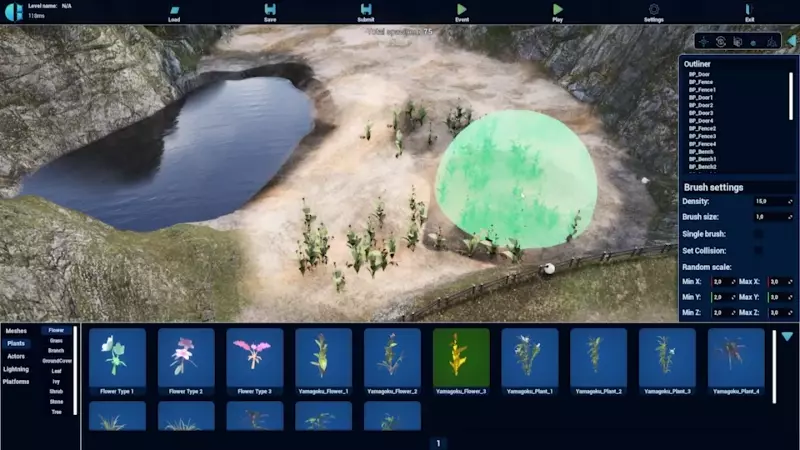 Level name: N/A
118ms
Load
Save
Submit
Event
Play
Settings
Exit
75
Outliner
BP_Door
BP_Fence
BP_Fence1
BP_Door1
BP_Door2
BP_Door3
BP_Door4
BP_Fence2
BP_Fence3
BP_Fence4
BP_Bench
BP_Bench1
BP_Bench2
Brush settings
Density: 15,0
Brush size: 1,0
Single brush:
Set Collision:
Random scale:
Min X: 2,0 Max X: 3,0
Min Y: 2,0 Max Y: 3,0
Min Z: 2,0 Max Z: 3,0
Meshes
Plants
Actors
Lightning
Platforms
Flower
Grass
Branch
GroundCover
Leaf
Ivy
Shrub
Stone
Tree
Flower Type 1
Flower Type 2
Flower Type 3
Yamagoku_Flower_1
Yamagoku_Flower_2
Yamagoku_Flower_3
Yamagoku_Plant_1
Yamagoku_Plant_2
Yamagoku_Plant_3
Yamagoku_Plant_4
1